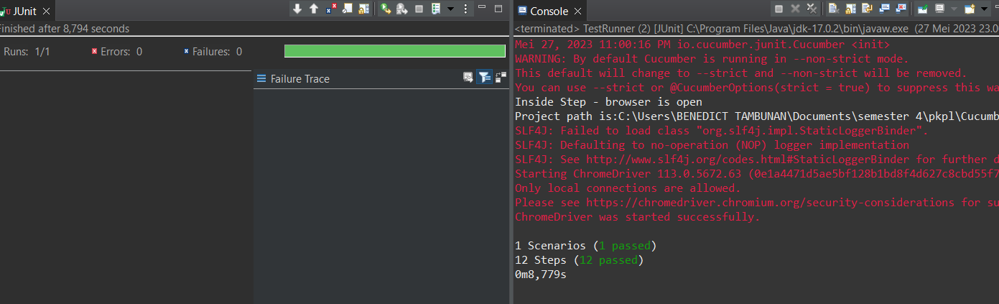 JUnit
Finished after 8,794 seconds
Runs: 1/1 Errors: 0 Failures: 0
Failure Trace
Console
<terminated> TestRunner (2) [JUnit] C:\Program Files\Java\jdk-17.0.2\bin\javaw.exe (27 Mei 2023 23.00
Mei 27, 2023 11:00:16 PM io.cucumber.junit.Cucumber <init>
WARNING: By default Cucumber is running in --non-strict mode.
This default will change to --strict and --non-strict will be removed.
You can use --strict or @CucumberOptions(strict = true) to suppress this wa
Inside Step - browser is open
Project path is:C:\Users\BENEDICT TAMBUNAN\Documents\semester 4\pkpl\Cucumb
SLF4J: Failed to load class "org.slf4j.impl.StaticLoggerBinder".
SLF4J: Defaulting to no-operation (NOP) logger implementation
SLF4J: See http://www.slf4j.org/codes.html#StaticLoggerBinder for further d
Starting ChromeDriver 113.0.5672.63 (0e1a4471d5ae5bf128b1bd8f4d627c8cbd55f7
Only local connections are allowed.
Please see https://chromedriver.chromium.org/security-considerations for su
ChromeDriver was started successfully.
1 Scenarios (1 passed)
12 Steps (12 passed)
0m8,779s